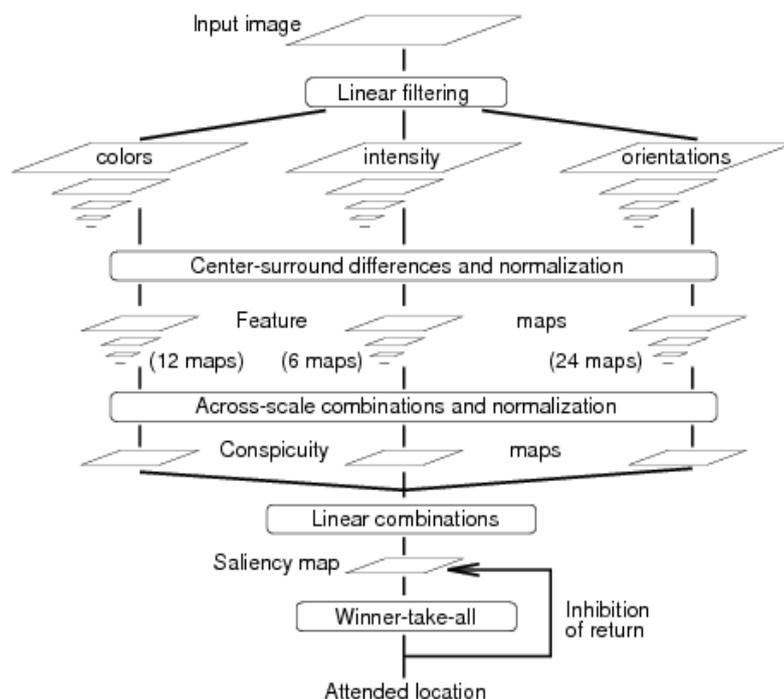 Input image
Linear filtering
colors intensity orientations
Center-surround differences and normalization
Feature maps
(12 maps) (6 maps) (24 maps)
Across-scale combinations and normalization
Conspicuity maps
Linear combinations
Saliency map
Winner-take-all
Inhibition
of return
Attended location